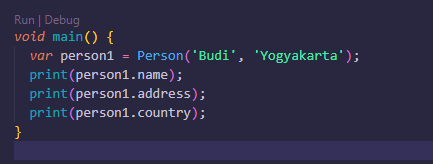 Run | Debug
void main() {
  var person1 = Person('Budi', 'Yogyakarta');
  print(person1.name);
  print(person1.address);
  print(person1.country);
}